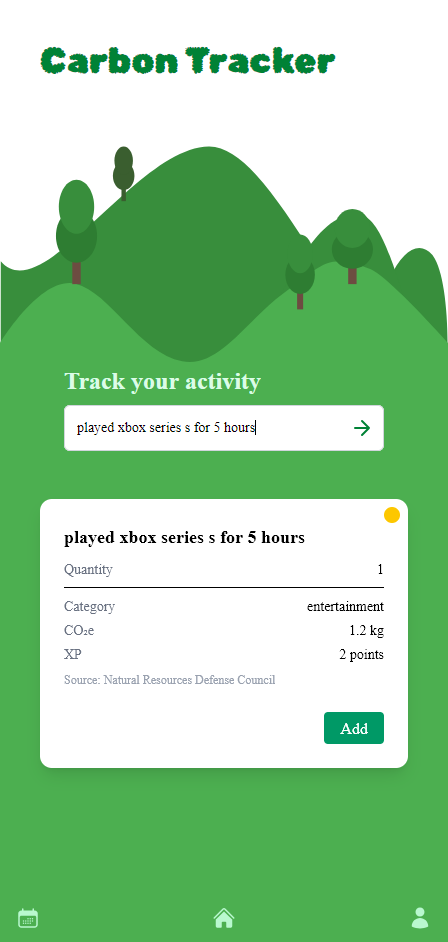 Carbon Tracker
Track your activity
played xbox series s for 5 hours
played xbox series s for 5 hours
Quantity 1
Category entertainment
CO₂e 1.2 kg
XP 2 points
Source: Natural Resources Defense Council
Add